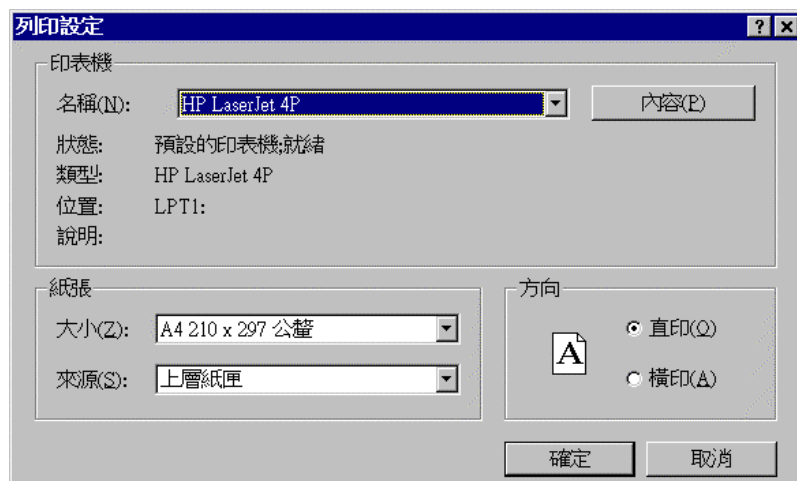 列印設定
印表機
名稱(N): HP LaserJet 4P 內容(P)
狀態: 預設的印表機;就緒
類型: HP LaserJet 4P
位置: LPT1:
說明:
紙張
大小(Z): A4 210 x 297 公釐
來源(S): 上層紙匣
方向
A
直印(O)
橫印(A)
確定 取消